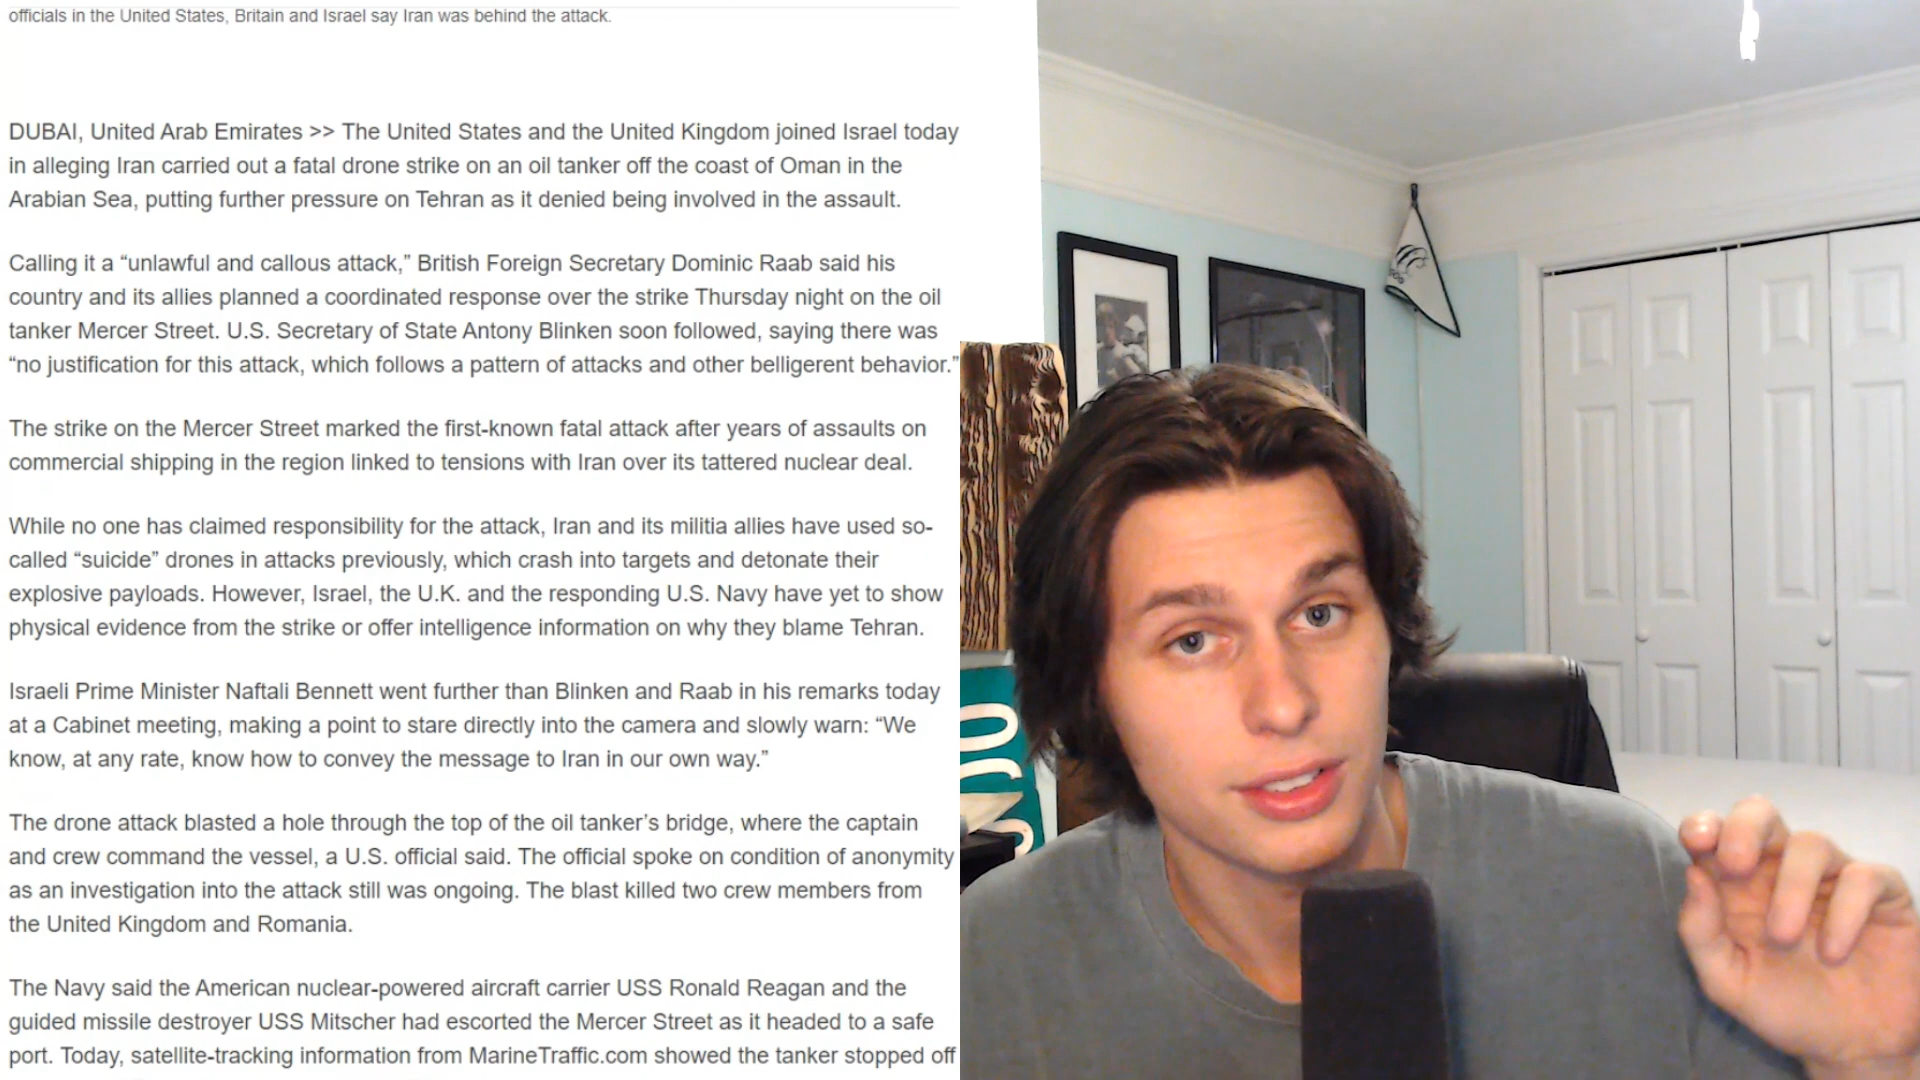 officials in the United States, Britain and Israel say Iran was behind the attack.
DUBAI, United Arab Emirates >> The United States and the United Kingdom joined Israel today
in alleging Iran carried out a fatal drone strike on an oil tanker off the coast of Oman in the
Arabian Sea, putting further pressure on Tehran as it denied being involved in the assault.
Calling it a “unlawful and callous attack,” British Foreign Secretary Dominic Raab said his
country and its allies planned a coordinated response over the strike Thursday night on the oil
tanker Mercer Street. U.S. Secretary of State Antony Blinken soon followed, saying there was
“no justification for this attack, which follows a pattern of attacks and other belligerent behavior.”
The strike on the Mercer Street marked the first-known fatal attack after years of assaults on
commercial shipping in the region linked to tensions with Iran over its tattered nuclear deal.
While no one has claimed responsibility for the attack, Iran and its militia allies have used so-
called “suicide” drones in attacks previously, which crash into targets and detonate their
explosive payloads. However, Israel, the U.K. and the responding U.S. Navy have yet to show
physical evidence from the strike or offer intelligence information on why they blame Tehran.
Israeli Prime Minister Naftali Bennett went further than Blinken and Raab in his remarks today
at a Cabinet meeting, making a point to stare directly into the camera and slowly warn: “We
know, at any rate, know how to convey the message to Iran in our own way.”
The drone attack blasted a hole through the top of the oil tanker’s bridge, where the captain
and crew command the vessel, a U.S. official said. The official spoke on condition of anonymity
as an investigation into the attack still was ongoing. The blast killed two crew members from
the United Kingdom and Romania.
The Navy said the American nuclear-powered aircraft carrier USS Ronald Reagan and the
guided missile destroyer USS Mitscher had escorted the Mercer Street as it headed to a safe
port. Today, satellite-tracking information from MarineTraffic.com showed the tanker stopped off